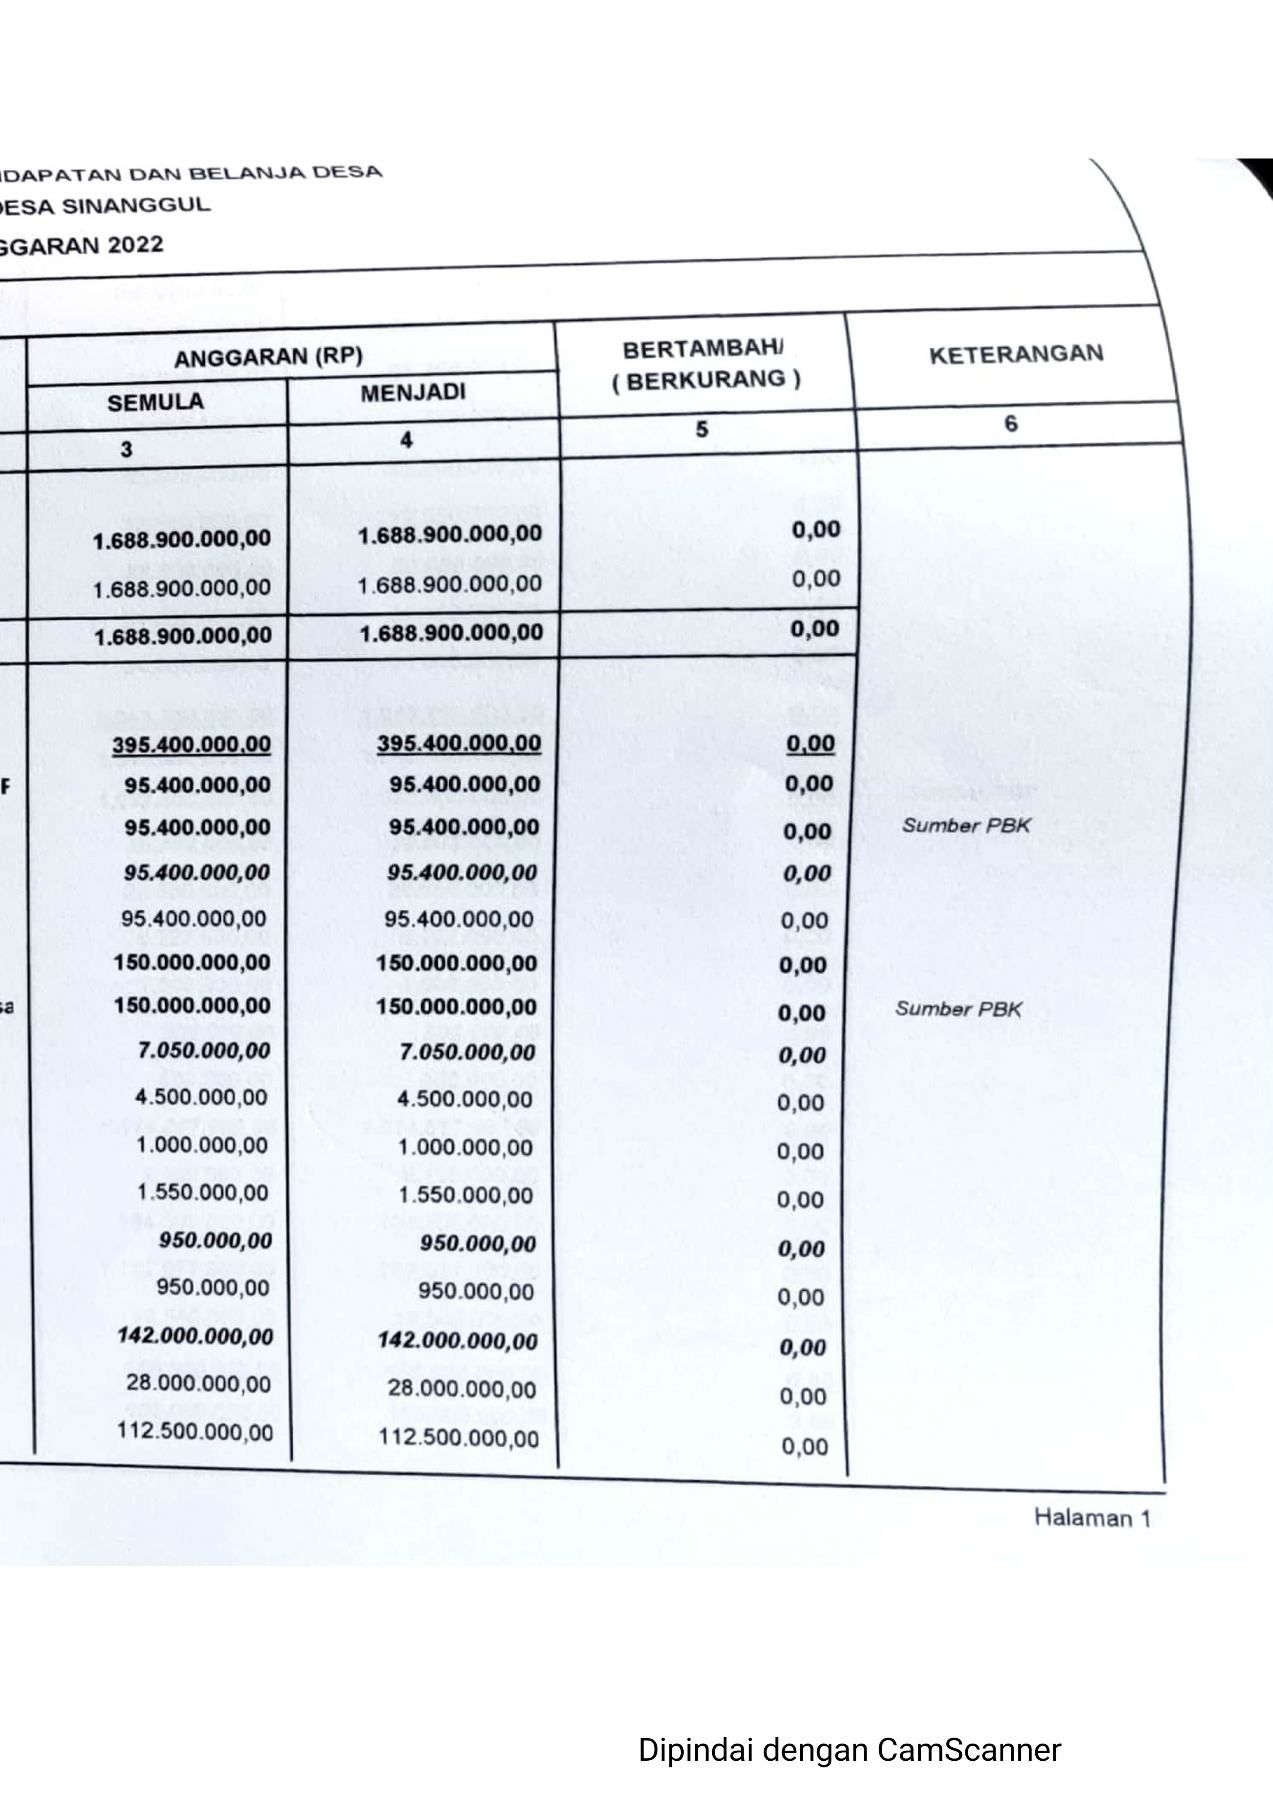 NDAPATAN DAN BELANJA DESA
DESA SINANGGUL
GGARAN 2022
ANGGARAN (RP) BERTAMBAH/ ( BERKURANG ) KETERANGAN
SEMULA MENJADI
3 4 5 6
1.688.900.000,00 1.688.900.000,00 0,00
1.688.900.000,00 1.688.900.000,00 0,00
1.688.900.000,00 1.688.900.000,00 0,00
395.400.000,00 395.400.000,00 0,00
F 95.400.000,00 95.400.000,00 0,00
95.400.000,00 95.400.000,00 0,00 Sumber PBK
95.400.000,00 95.400.000,00 0,00
95.400.000,00 95.400.000,00 0,00
150.000.000,00 150.000.000,00 0,00
sa 150.000.000,00 150.000.000,00 0,00 Sumber PBK
7.050.000,00 7.050.000,00 0,00
4.500.000,00 4.500.000,00 0,00
1.000.000,00 1.000.000,00 0,00
1.550.000,00 1.550.000,00 0,00
950.000,00 950.000,00 0,00
950.000,00 950.000,00 0,00
142.000.000,00 142.000.000,00 0,00
28.000.000,00 28.000.000,00 0,00
112.500.000,00 112.500.000,00 0,00
Halaman 1
Dipindai dengan CamScanner